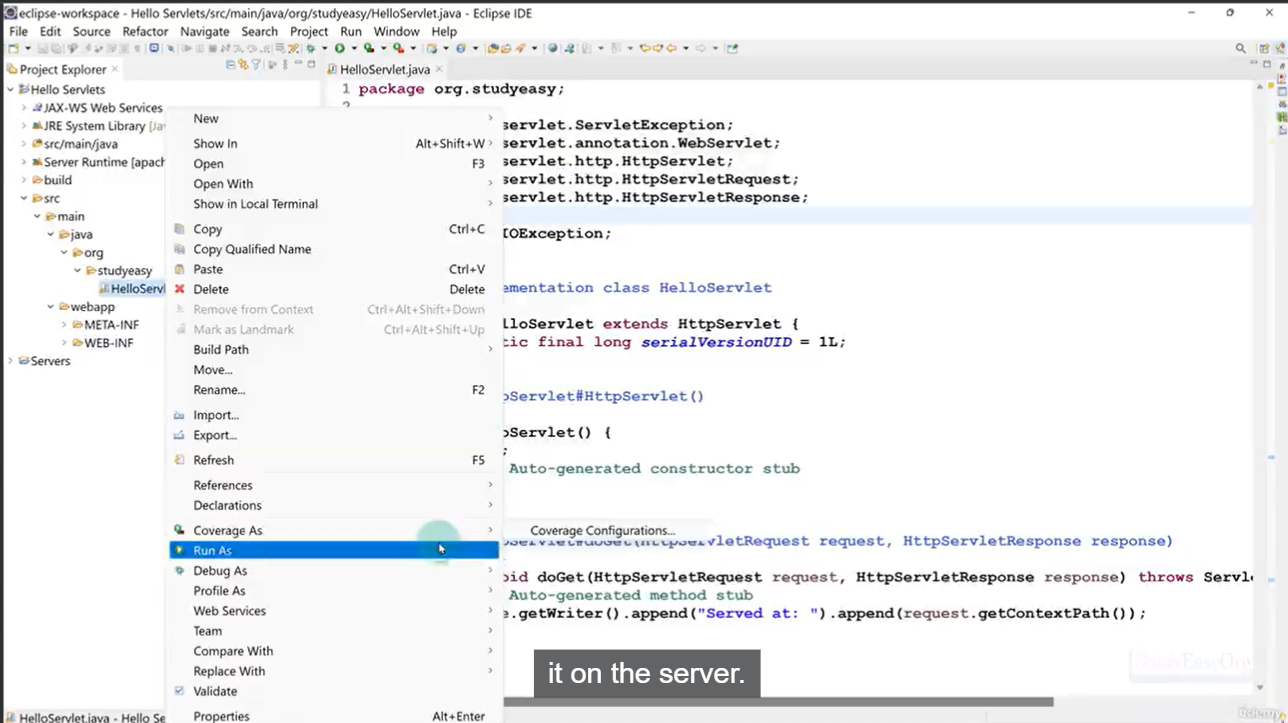 eclipse-workspace - Hello Servlets/src/main/java/org/studyeasy/HelloServlet.java - Eclipse IDE
File Edit Source Refactor Navigate Search Project Run Window Help
Project Explorer
HelloServlet.java
Hello Servlets
JAX-WS Web Services
JRE System Library [Jav
src/main/java
Server Runtime [apach
build
src
main
java
org
studyeasy
HelloServl
webapp
META-INF
WEB-INF
Servers
New
Show In Alt+Shift+W
Open F3
Open With
Show in Local Terminal
Copy Ctrl+C
Copy Qualified Name
Paste Ctrl+V
Delete Delete
Remove from Context Ctrl+Alt+Shift+Down
Mark as Landmark Ctrl+Alt+Shift+Up
Build Path
Move...
Rename... F2
Import...
Export...
Refresh F5
References
Declarations
Coverage As
Run As
Debug As
Profile As
Web Services
Team
Compare With
Replace With
Validate
Properties Alt+Enter
Coverage Configurations...
1 package org.studyeasy;
2
servlet.ServletException;
servlet.annotation.WebServlet;
servlet.http.HttpServlet;
servlet.http.HttpServletRequest;
servlet.http.HttpServletResponse;
IOException;
ementation class HelloServlet
lloServlet extends HttpServlet {
tic final long serialVersionUID = 1L;
pServlet#HttpServlet()
oServlet() {
;
Auto-generated constructor stub
pServlet#doGet(HttpServletRequest request, HttpServletResponse response)
oid doGet(HttpServletRequest request, HttpServletResponse response) throws Servle
Auto-generated method stub
e.getWriter().append("Served at: ").append(request.getContextPath());
it on the server.
StudyEasyOrg
HelloServlet.java - Hello Se
Udemy